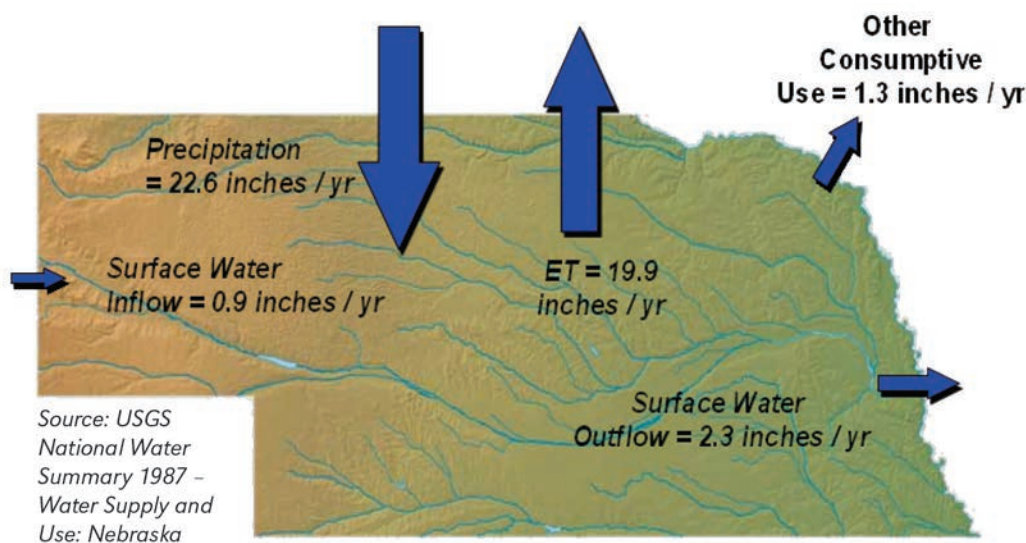 Other
Consumptive
Use = 1.3 inches / yr
Precipitation
= 22.6 inches / yr
Surface Water
Inflow = 0.9 inches / yr
ET = 19.9
inches / yr
Surface Water
Outflow = 2.3 inches / yr
Source: USGS
National Water
Summary 1987 –
Water Supply and
Use: Nebraska